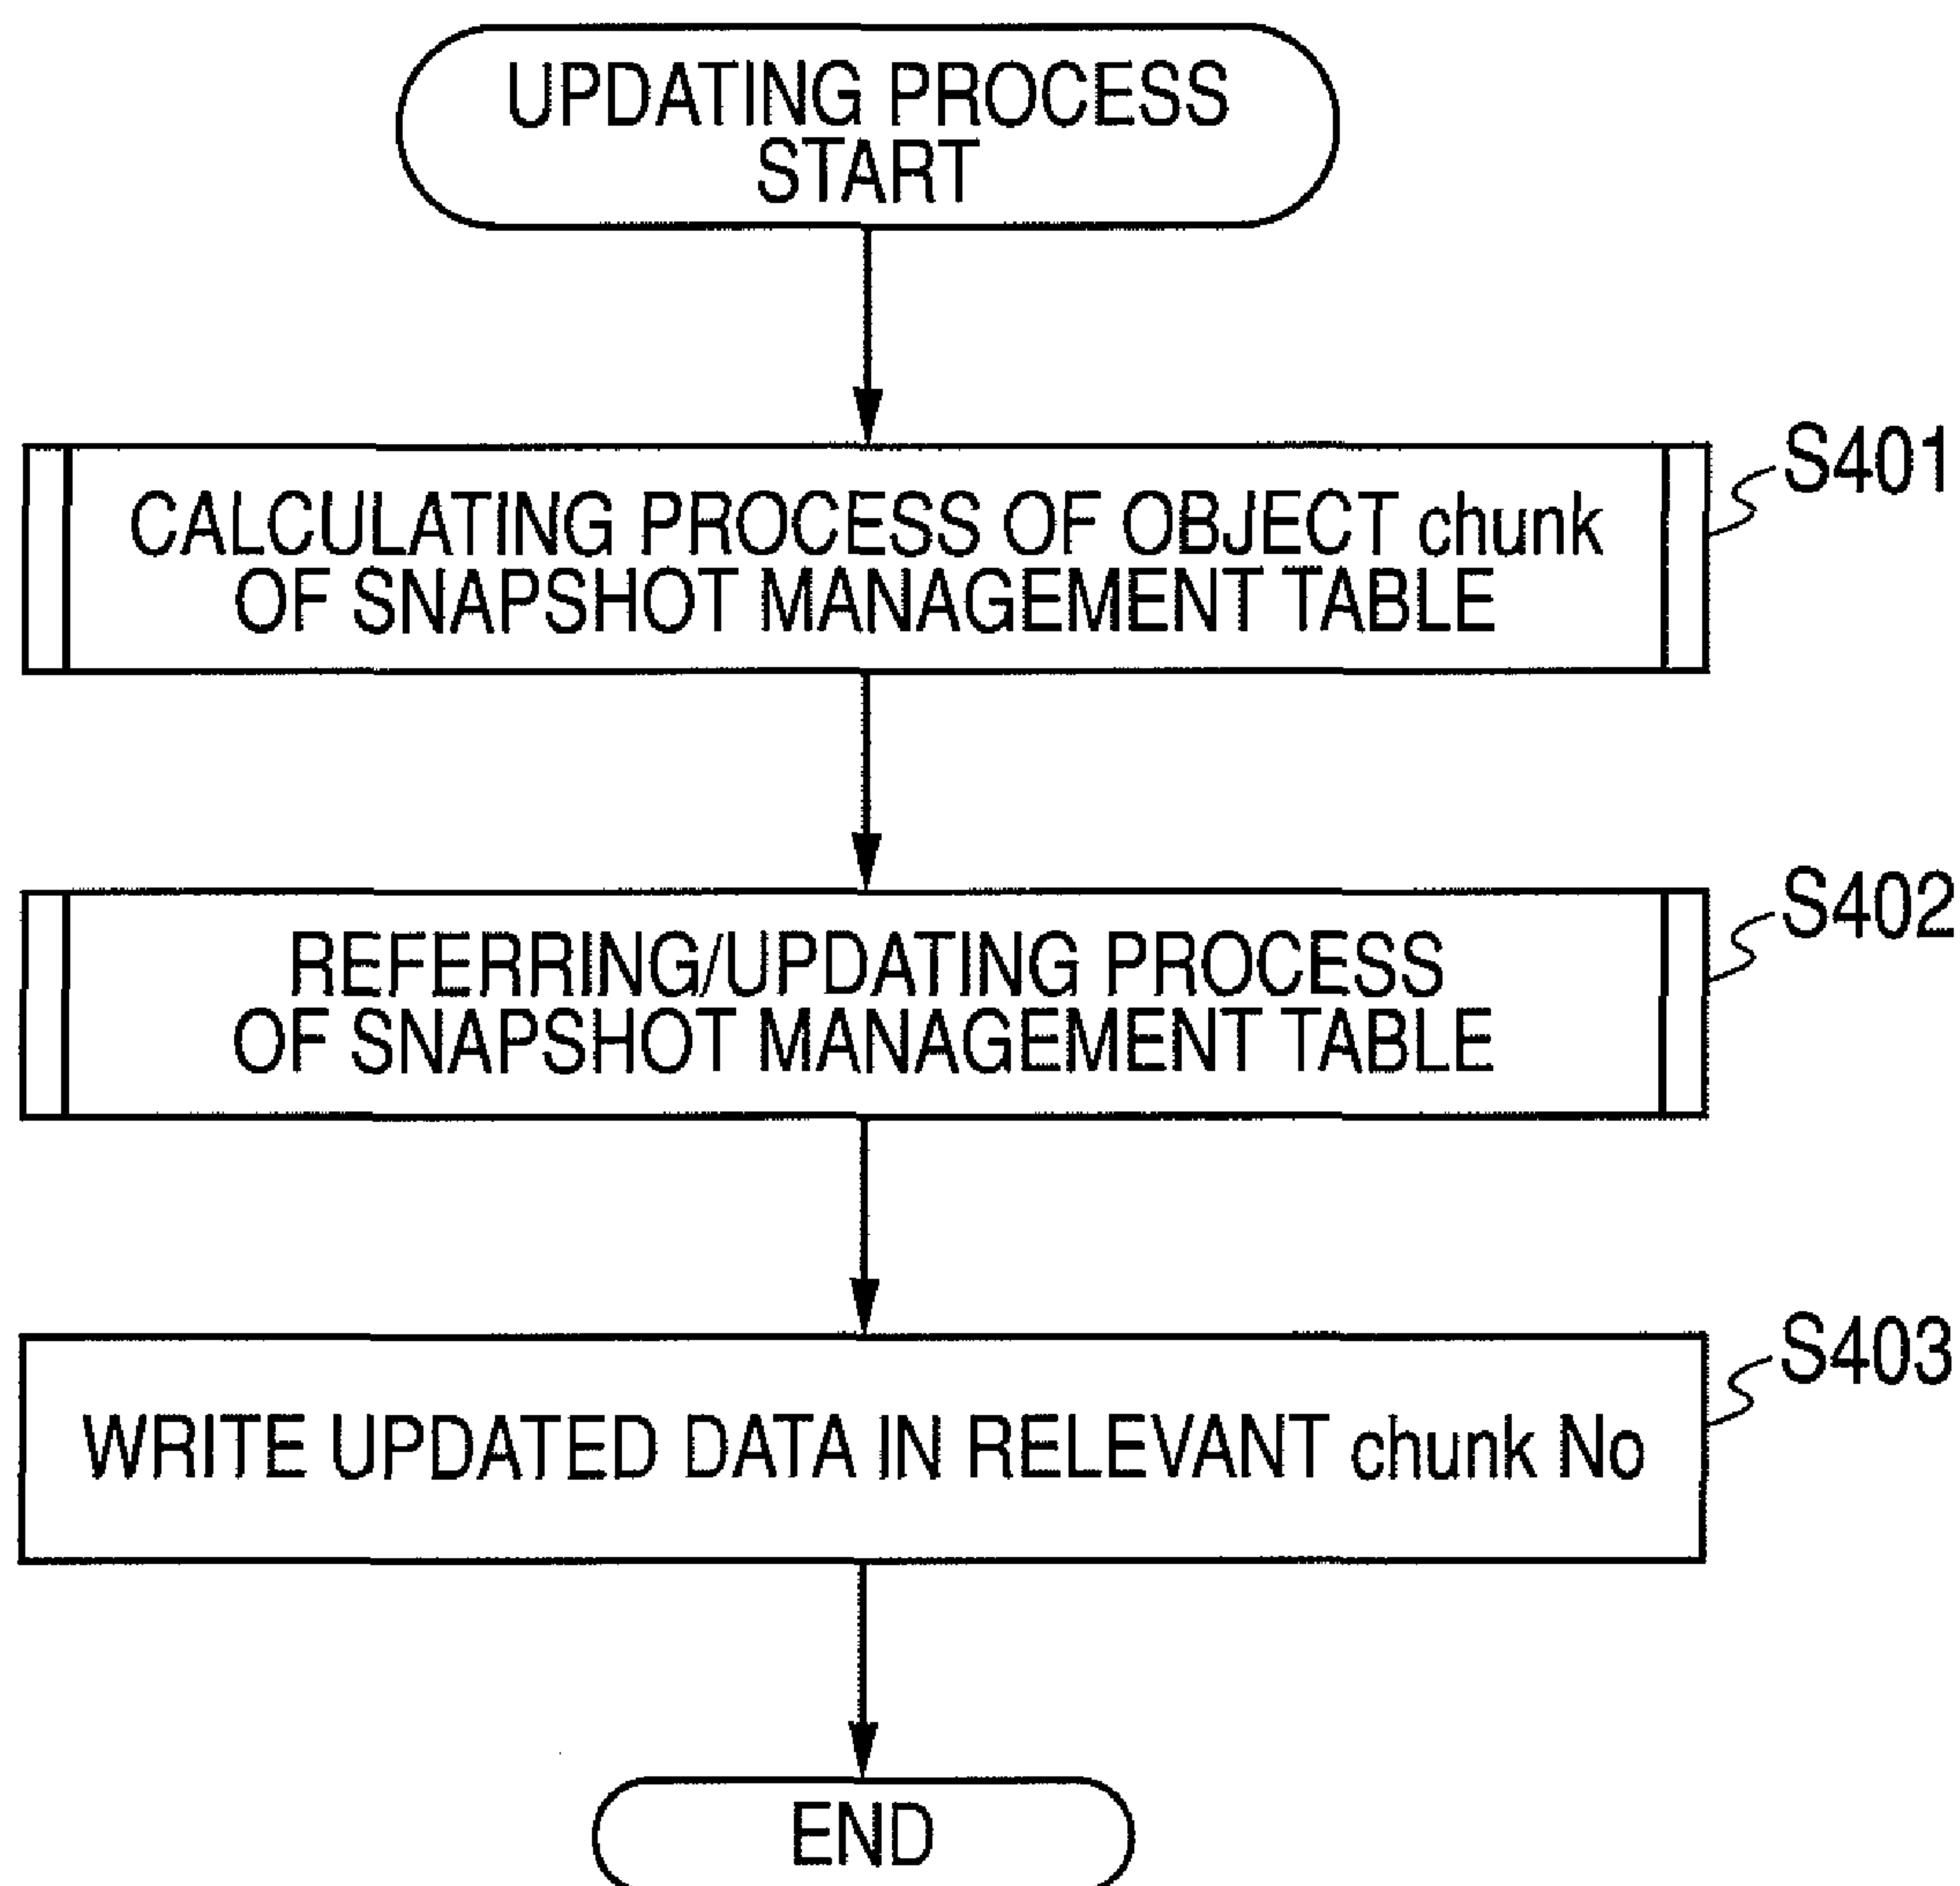 UPDATING PROCESS
START
S401
CALCULATING PROCESS OF OBJECT chunk
OF SNAPSHOT MANAGEMENT TABLE
S402
REFERRING/UPDATING PROCESS
OF SNAPSHOT MANAGEMENT TABLE
S403
WRITE UPDATED DATA IN RELEVANT chunk No
END